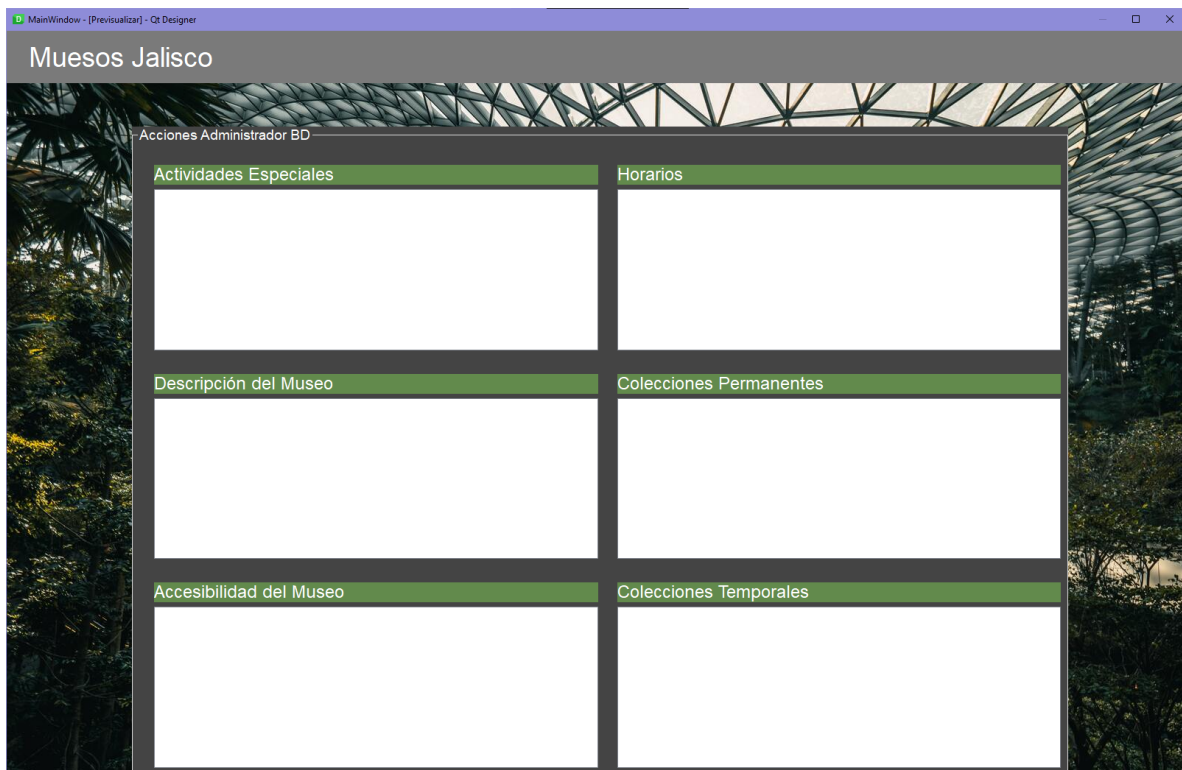 MainWindow - [Previsualizar] - Qt Designer
Muesos Jalisco
Acciones Administrador BD
Actividades Especiales
Horarios
Descripción del Museo
Colecciones Permanentes
Accesibilidad del Museo
Colecciones Temporales